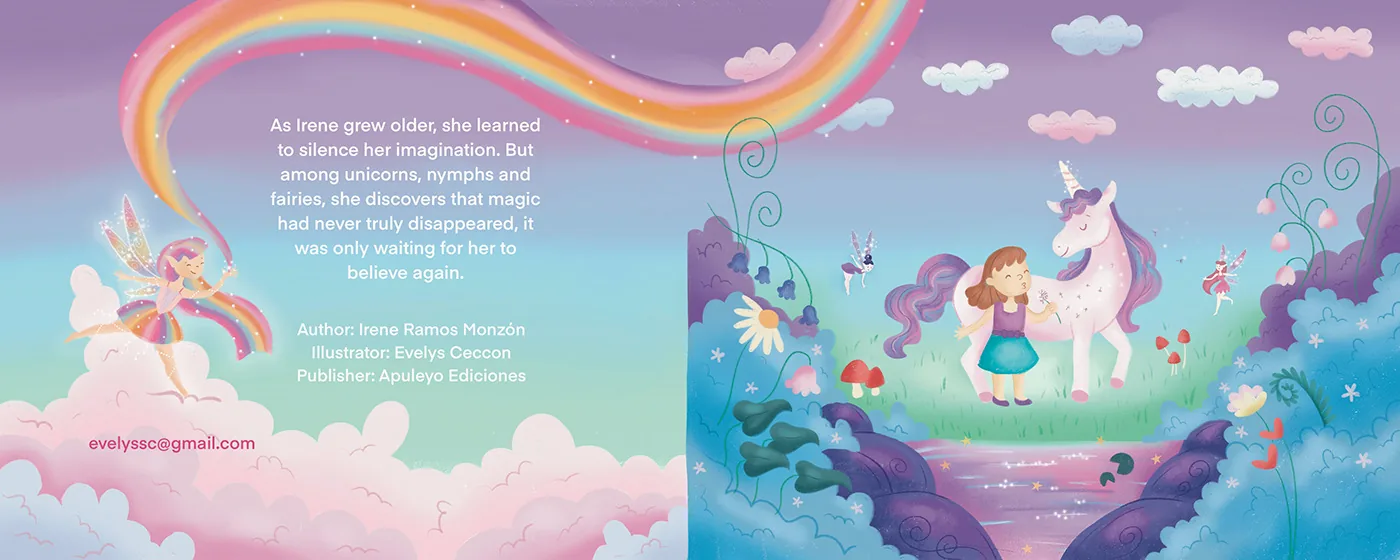 As Irene grew older, she learned
to silence her imagination. But
among unicorns, nymphs and
fairies, she discovers that magic
had never truly disappeared, it
was only waiting for her to
believe again.
Author: Irene Ramos Monzón
Illustrator: Evelys Ceccon
Publisher: Apuleyo Ediciones
evelyssc@gmail.com